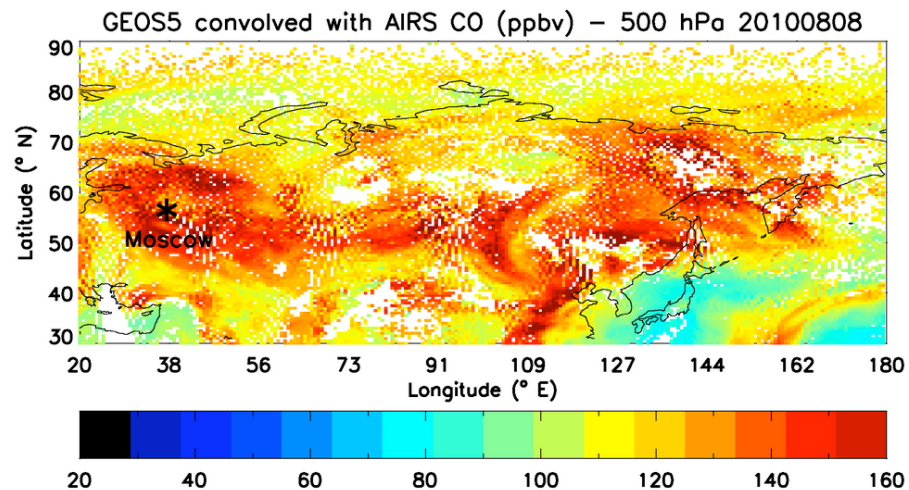 GEOS5 convolved with AIRS CO (ppbv) – 500 hPa 20100808
90
80
70
60
50
40
30
Latitude (° N)
Moscow
20 38 56 73 91 109 127 144 162 180
Longitude (° E)
20 40 60 80 100 120 140 160